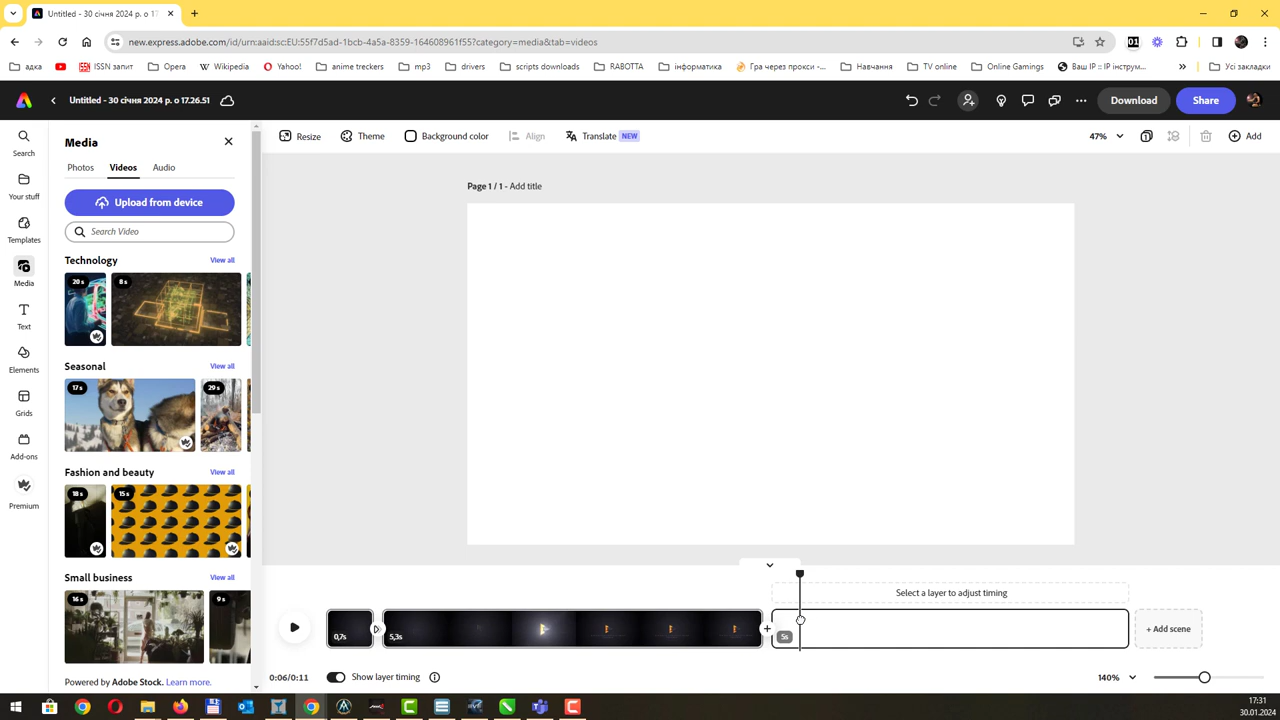 Untitled - 30 січня 2024 р. о 17
new.express.adobe.com/id/urn:aaid:sc:EU:55f7d5ad-1bcb-4a5a-8359-164608961f55?category=media&tab=videos
адка
ISSN запит
Opera
Wikipedia
Yahoo!
anime treckers
mp3
drivers
scripts downloads
RABOTTA
інформатика
Гра через прокси -...
Навчання
TV online
Online Gamings
Ваш IP :: IP інструм...
Усі закладки
Untitled - 30 січня 2024 р. о 17.26.51
Download
Share
Search
Your stuff
Templates
Media
Text
Elements
Grids
Add-ons
Premium
Media
Photos Videos Audio
Upload from device
Search Video
Technology View all
20 s 8 s
Seasonal View all
17 s 29 s
Fashion and beauty View all
18 s 15 s
Small business View all
16 s 9 s
Powered by Adobe Stock. Learn more.
Resize Theme Background color Align Translate NEW
47% Add
Page 1 / 1 - Add title
Select a layer to adjust timing
0,7s 5,3s 5s + Add scene
0:06/0:11 Show layer timing 140%
17:31
30.01.2024